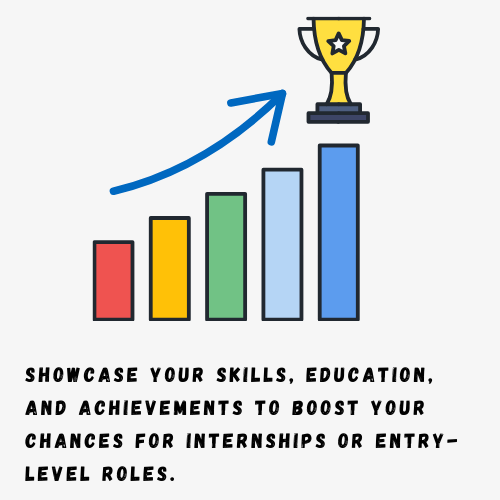 SHOWCASE YOUR SKILLS, EDUCATION,
AND ACHIEVEMENTS TO BOOST YOUR
CHANCES FOR INTERNSHIPS OR ENTRY-
LEVEL ROLES.